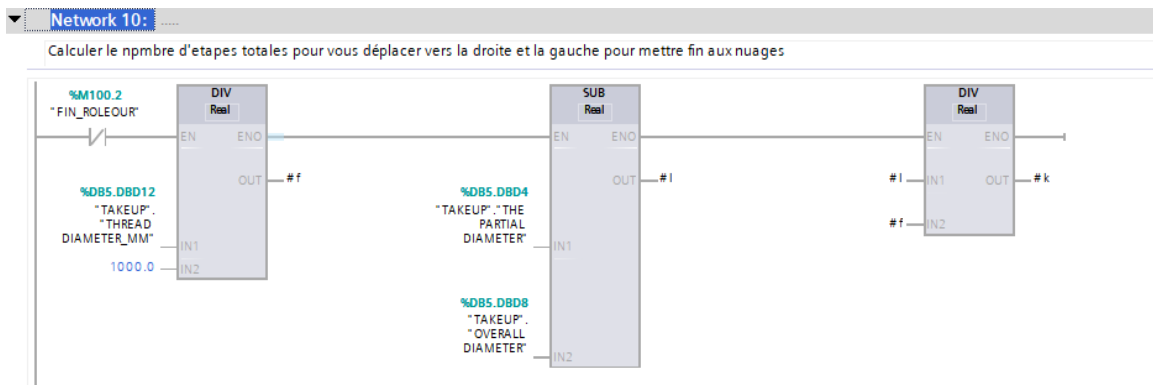 Network 10: .....
Calculer le npmbre d'etapes totales pour vous déplacer vers la droite et la gauche pour mettre fin aux nuages
%M100.2
"FIN_ROLEOUR"
DIV
Real
EN
ENO
OUT
#f
%DB5.DBD12
"TAKEUP".
"THREAD
DIAMETER_MM"
IN1
1000.0
IN2
SUB
Real
EN
ENO
OUT
#l
%DB5.DBD4
"TAKEUP"."THE
PARTIAL
DIAMETER"
IN1
%DB5.DBD8
"TAKEUP".
"OVERALL
DIAMETER"
IN2
DIV
Real
EN
ENO
#l
IN1
OUT
#k
#f
IN2